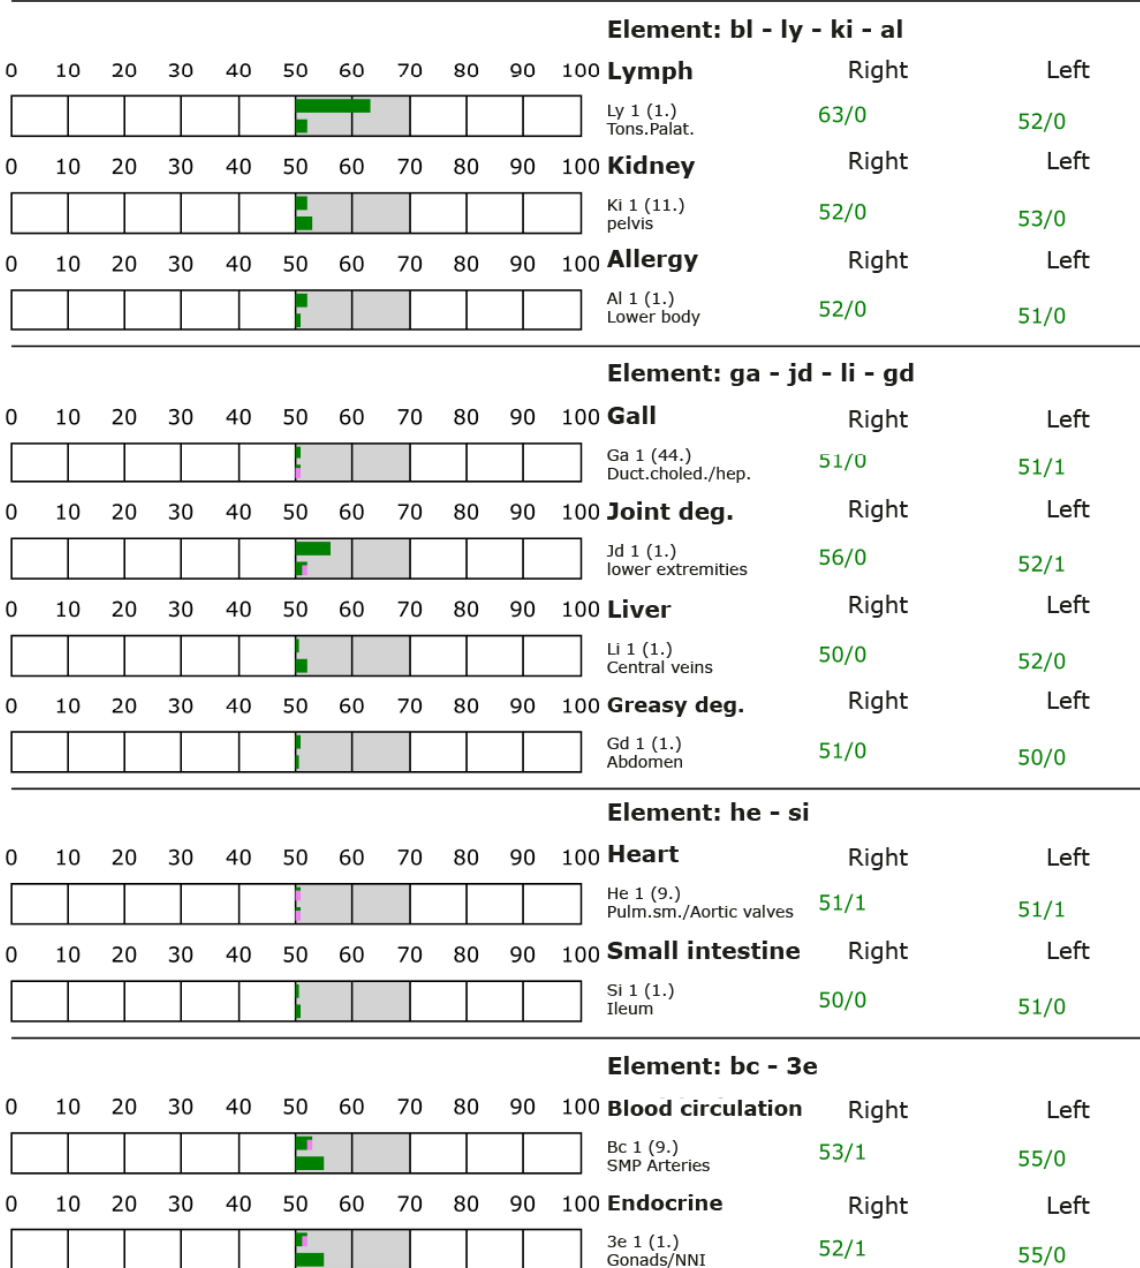 Element: bl - ly - ki - al
0 10 20 30 40 50 60 70 80 90 100 Lymph Right Left
Ly 1 (1.) 63/0 52/0
Tons.Palat.
0 10 20 30 40 50 60 70 80 90 100 Kidney Right Left
Ki 1 (11.) 52/0 53/0
pelvis
0 10 20 30 40 50 60 70 80 90 100 Allergy Right Left
Al 1 (1.) 52/0 51/0
Lower body
Element: ga - jd - li - gd
0 10 20 30 40 50 60 70 80 90 100 Gall Right Left
Ga 1 (44.) 51/0 51/1
Duct.choled./hep.
0 10 20 30 40 50 60 70 80 90 100 Joint deg. Right Left
Jd 1 (1.) 56/0 52/1
lower extremities
0 10 20 30 40 50 60 70 80 90 100 Liver Right Left
Li 1 (1.) 50/0 52/0
Central veins
0 10 20 30 40 50 60 70 80 90 100 Greasy deg. Right Left
Gd 1 (1.) 51/0 50/0
Abdomen
Element: he - si
0 10 20 30 40 50 60 70 80 90 100 Heart Right Left
He 1 (9.) 51/1 51/1
Pulm.sm./Aortic valves
0 10 20 30 40 50 60 70 80 90 100 Small intestine Right Left
Si 1 (1.) 50/0 51/0
Ileum
Element: bc - 3e
0 10 20 30 40 50 60 70 80 90 100 Blood circulation Right Left
Bc 1 (9.) 53/1 55/0
SMP Arteries
0 10 20 30 40 50 60 70 80 90 100 Endocrine Right Left
3e 1 (1.) 52/1 55/0
Gonads/NNI